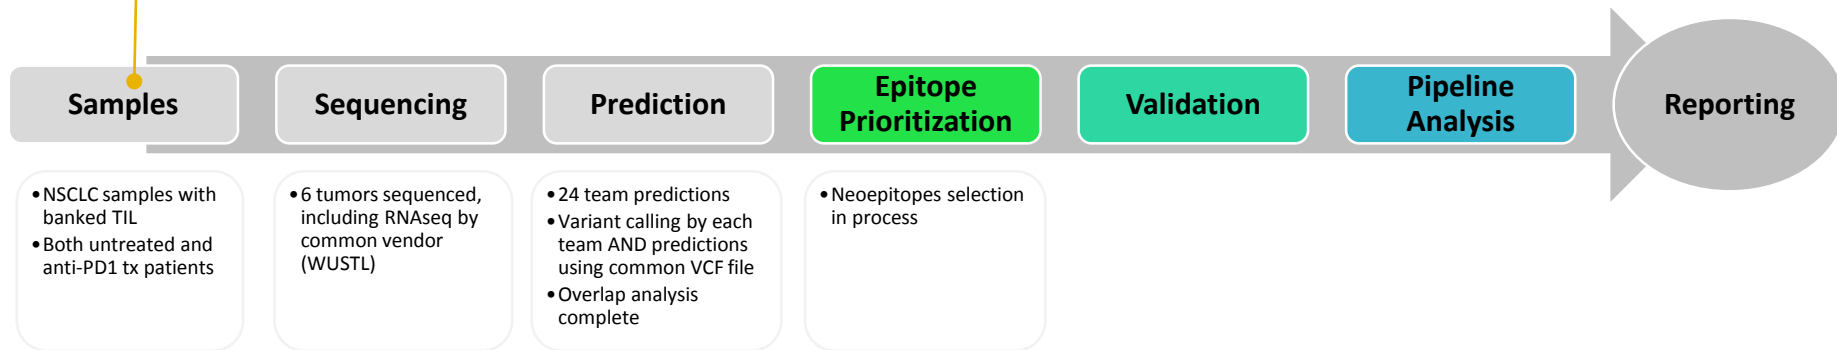 Samples
Sequencing
Prediction
Epitope
Prioritization
Validation
Pipeline
Analysis
Reporting
•NSCLC samples with
banked TIL
•Both untreated and
anti-PD1 tx patients
•6 tumors sequenced,
including RNAseq by
common vendor
(WUSTL)
•24 team predictions
•Variant calling by each
team AND predictions
using common VCF file
•Overlap analysis
complete
•Neoepitopes selection
in process